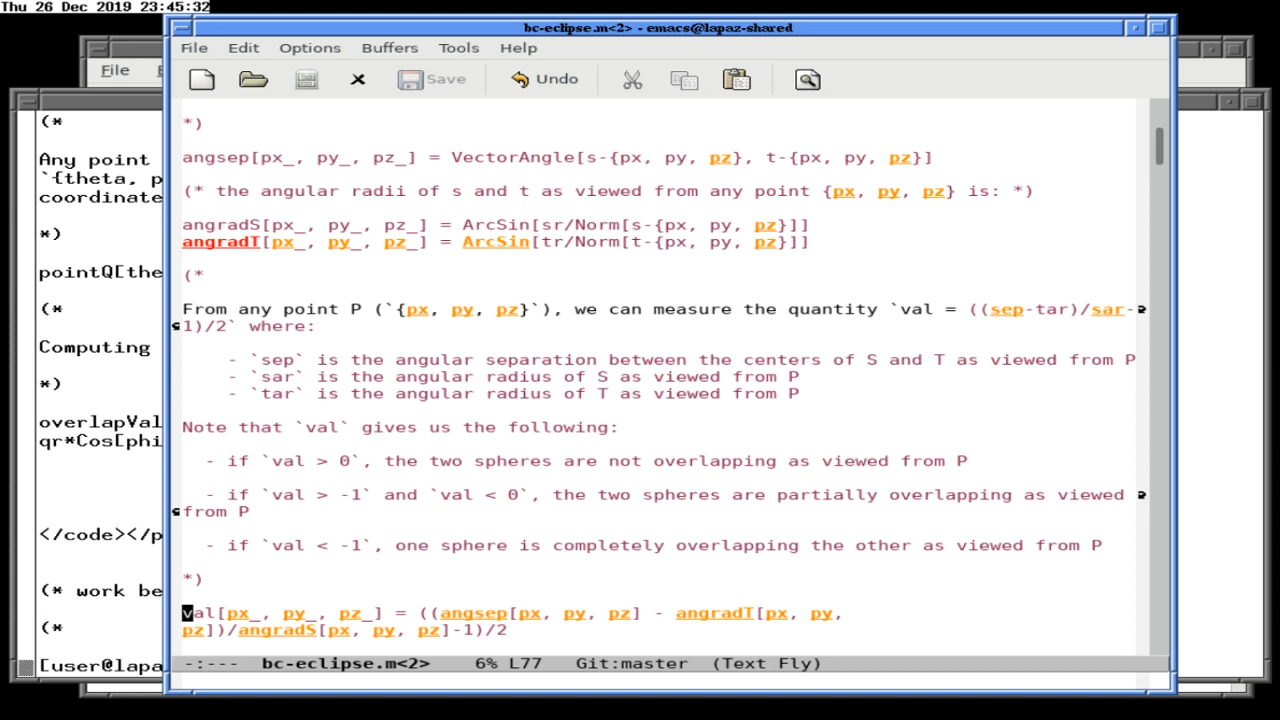 Thu 26 Dec 2019 23:45:32
bc-eclipse.m<2> - emacs@lapaz-shared
File
File Edit Options Buffers Tools Help
Save Undo
(*
Any point
`{theta, p
coordinate
*)
pointQ[the
(*
Computing
*)
overlapVal
qr*Cos[phi
</code></p
(* work be
(*
[user@lapa
*)
angsep[px_, py_, pz_] = VectorAngle[s-{px, py, pz}, t-{px, py, pz}]
(* the angular radii of s and t as viewed from any point {px, py, pz} is: *)
angradS[px_, py_, pz_] = ArcSin[sr/Norm[s-{px, py, pz}]]
angradT[px_, py_, pz_] = ArcSin[tr/Norm[t-{px, py, pz}]]
(*
From any point P (`{px, py, pz}`), we can measure the quantity `val = ((sep-tar)/sar-
1)/2` where:
- `sep` is the angular separation between the centers of S and T as viewed from P
- `sar` is the angular radius of S as viewed from P
- `tar` is the angular radius of T as viewed from P
Note that `val` gives us the following:
- if `val > 0`, the two spheres are not overlapping as viewed from P
- if `val > -1` and `val < 0`, the two spheres are partially overlapping as viewed
from P
- if `val < -1`, one sphere is completely overlapping the other as viewed from P
*)
val[px_, py_, pz_] = ((angsep[px, py, pz] - angradT[px, py,
pz])/angradS[px, py, pz]-1)/2
-:--- bc-eclipse.m<2> 6% L77 Git:master (Text Fly)